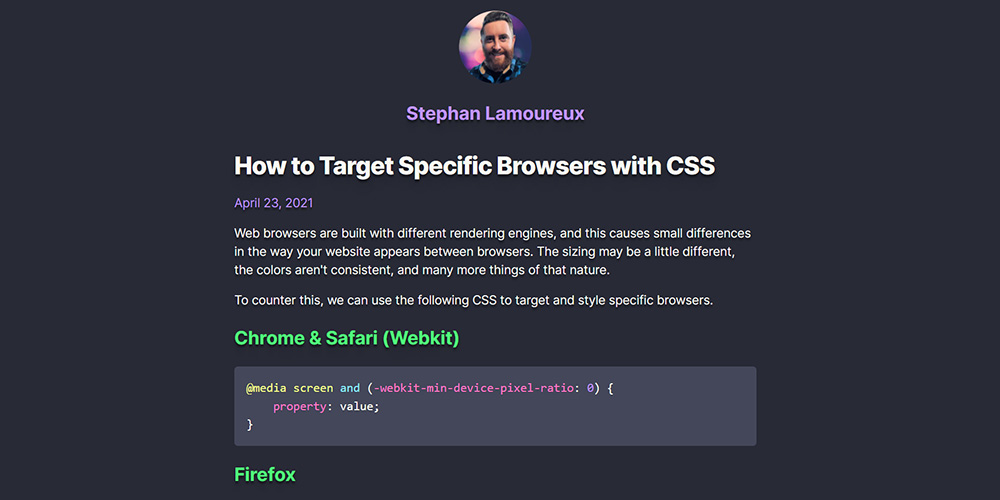 Stephan Lamoureux
How to Target Specific Browsers with CSS
April 23, 2021
Web browsers are built with different rendering engines, and this causes small differences
in the way your website appears between browsers. The sizing may be a little different,
the colors aren't consistent, and many more things of that nature.
To counter this, we can use the following CSS to target and style specific browsers.
Chrome & Safari (Webkit)
@media screen and (-webkit-min-device-pixel-ratio: 0) {
    property: value;
}
Firefox